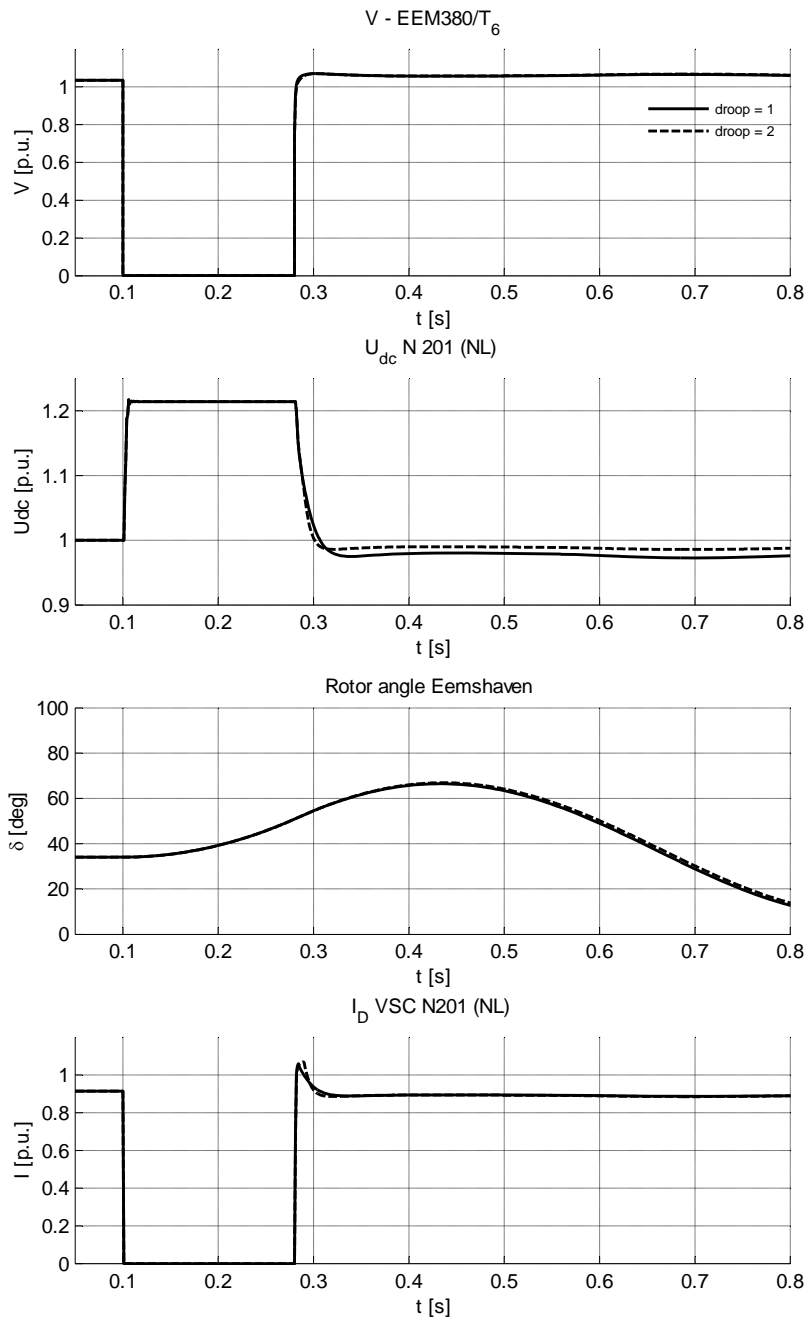 V - EEM380/T6
V [p.u.]
1
0.8
0.6
0.4
0.2
0
droop = 1
droop = 2
0.1 0.2 0.3 0.4 0.5 0.6 0.7 0.8
t [s]
Udc N 201 (NL)
Udc [p.u.]
1.2
1.1
1
0.9
0.1 0.2 0.3 0.4 0.5 0.6 0.7 0.8
t [s]
Rotor angle Eemshaven
δ [deg]
100
80
60
40
20
0
0.1 0.2 0.3 0.4 0.5 0.6 0.7 0.8
t [s]
ID VSC N201 (NL)
I [p.u.]
1
0.8
0.6
0.4
0.2
0
0.1 0.2 0.3 0.4 0.5 0.6 0.7 0.8
t [s]